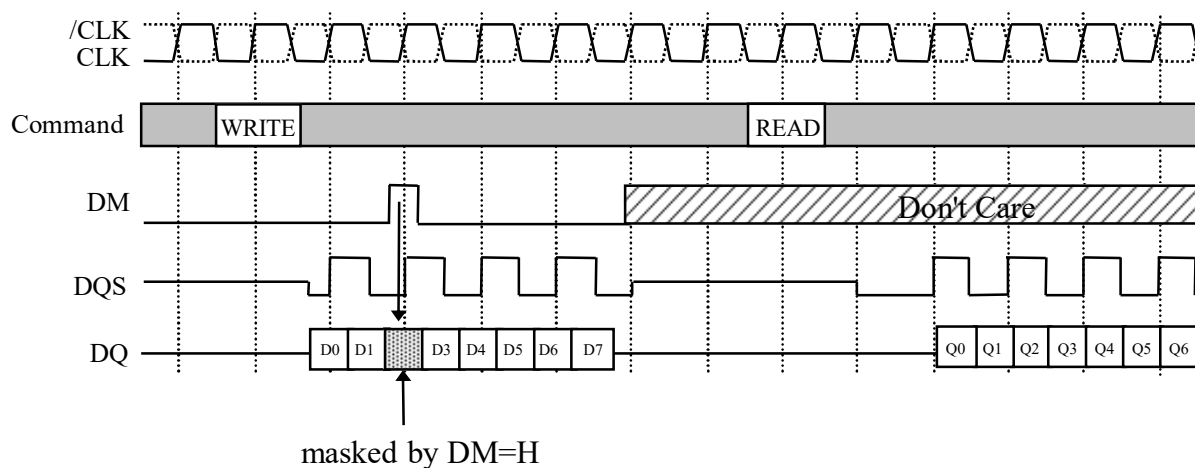 /CLK
CLK
Command
WRITE
READ
DM
Don't Care
DQS
DQ
D0 D1 D3 D4 D5 D6 D7
Q0 Q1 Q2 Q3 Q4 Q5 Q6
masked by DM=H